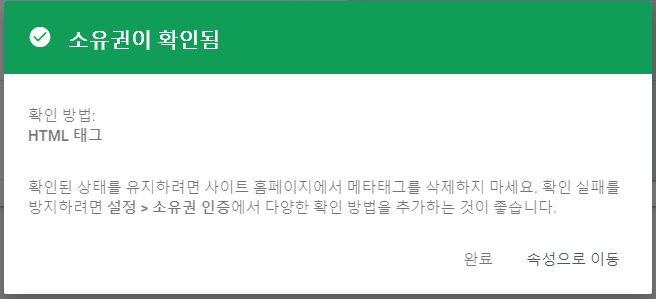 소유권이 확인됨
확인 방법:
HTML 태그
확인된 상태를 유지하려면 사이트 홈페이지에서 메타태그를 삭제하지 마세요. 확인 실패를
방지하려면 설정 > 소유권 인증에서 다양한 확인 방법을 추가하는 것이 좋습니다.
완료 속성으로 이동